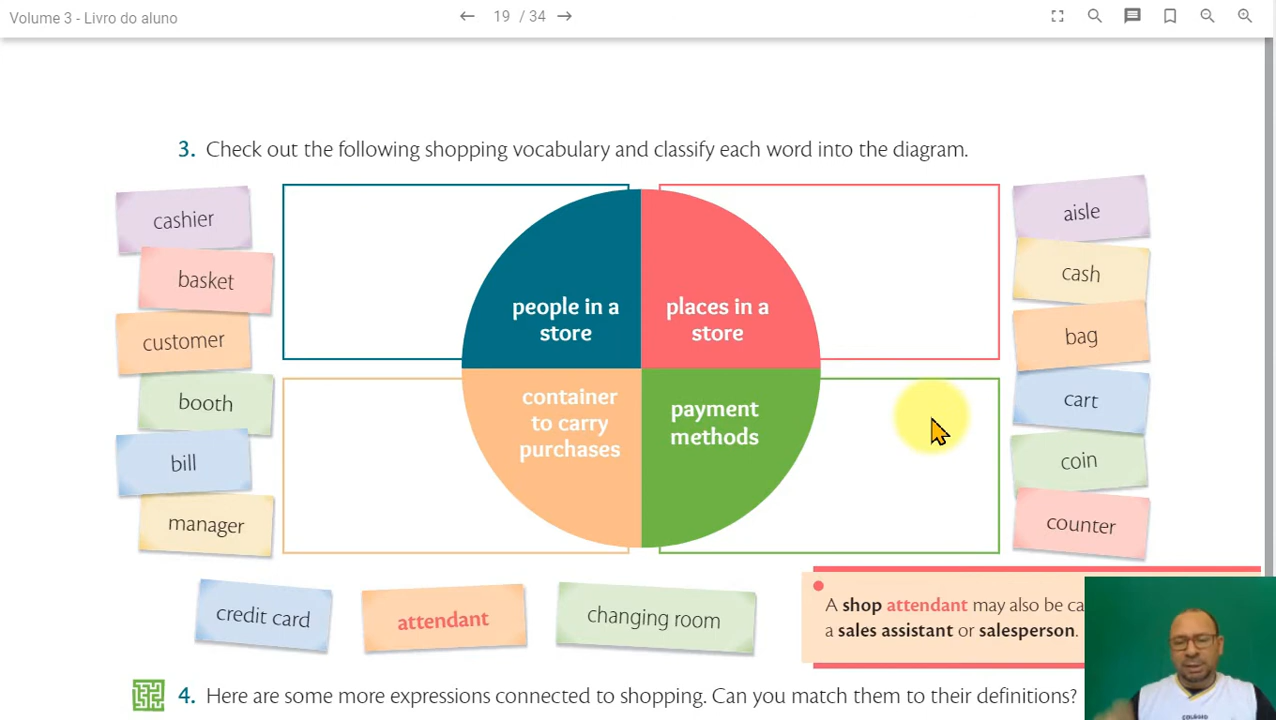 Volume 3 - Livro do aluno
19 / 34
3. Check out the following shopping vocabulary and classify each word into the diagram.
cashier
basket
customer
booth
bill
manager
people in a
store
places in a
store
container
to carry
purchases
payment
methods
aisle
cash
bag
cart
coin
counter
credit card
attendant
changing room
A shop attendant may also be ca
a sales assistant or salesperson.
4. Here are some more expressions connected to shopping. Can you match them to their definitions?
COLÉGIO